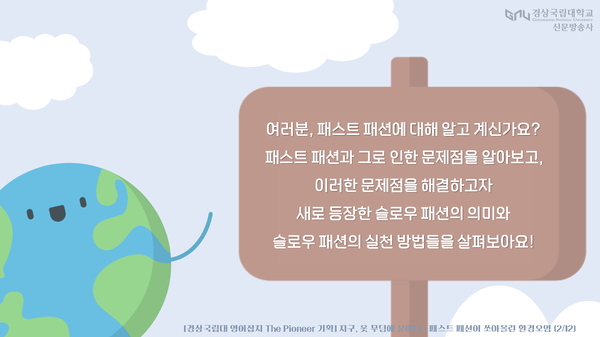 경상국립대학교
신문방송사
여러분, 패스트 패션에 대해 알고 계신가요?
패스트 패션과 그로 인한 문제점을 알아보고,
이러한 문제점을 해결하고자
새로 등장한 슬로우 패션의 의미와
슬로우 패션의 실천 방법들을 살펴보아요!
[경상국립대 영어잡지 The Pioneer 기획] 지구, 옷 무덤이 패스트 패션이 쏘아올린 환경오염 (2/12)